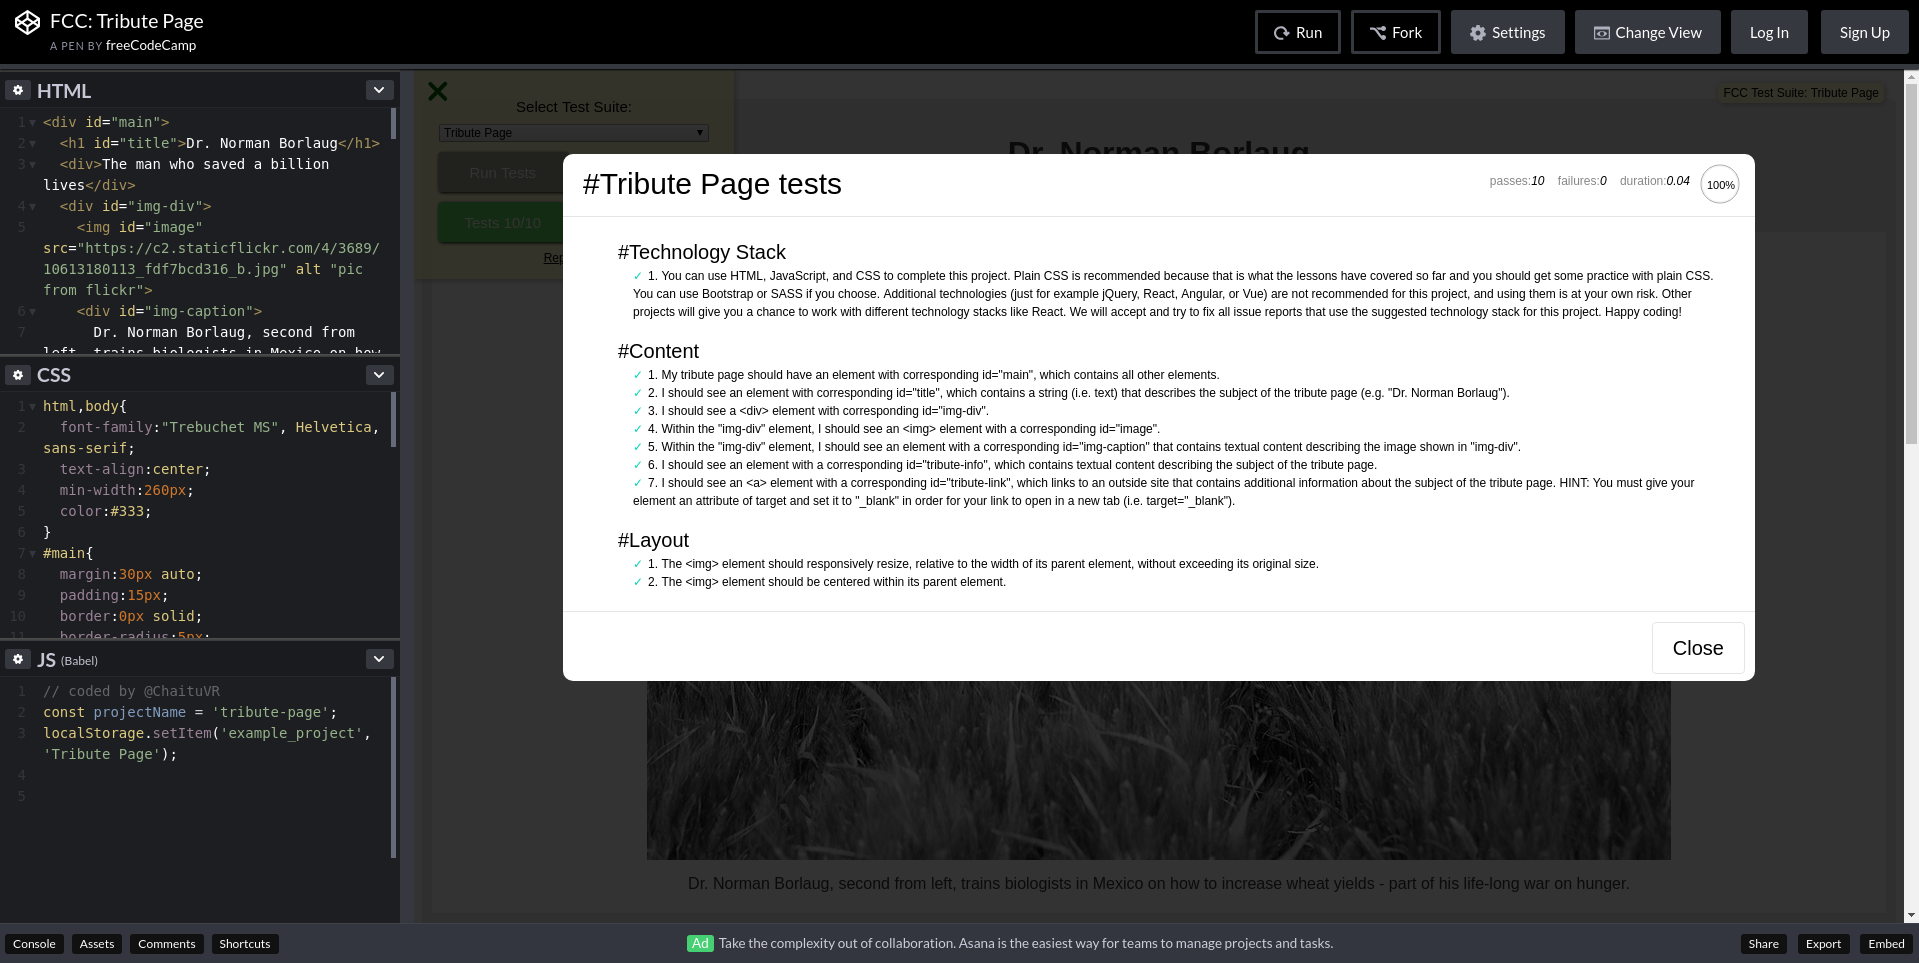 FCC: Tribute Page
A PEN BY freeCodeCamp
Run
Fork
Settings
Change View
Log In
Sign Up
HTML
1 <div id="main">
2 <h1 id="title">Dr. Norman Borlaug</h1>
3 <div>The man who saved a billion
lives</div>
4 <div id="img-div">
5 <img id="image"
src="https://c2.staticflickr.com/4/3689/
10613180113_fdf7bcd316_b.jpg" alt "pic
from flickr">
6 <div id="img-caption">
7 Dr. Norman Borlaug, second from
left, trains biologists in Mexico on how
CSS
1 html,body{
2 font-family:"Trebuchet MS", Helvetica,
sans-serif;
3 text-align:center;
4 min-width:260px;
5 color:#333;
6 }
7 #main{
8 margin:30px auto;
9 padding:15px;
10 border:0px solid;
11 border-radius:5px;
JS (Babel)
1 // coded by @ChaituVR
2 const projectName = 'tribute-page';
3 localStorage.setItem('example_project',
'Tribute Page');
4
5
Select Test Suite:
Tribute Page
Run Tests
Tests 10/10
FCC Test Suite: Tribute Page
Dr. Norman Borlaug
#Tribute Page tests
passes:10 failures:0 duration:0.04 100%
#Technology Stack
✓ 1. You can use HTML, JavaScript, and CSS to complete this project. Plain CSS is recommended because that is what the lessons have covered so far and you should get some practice with plain CSS.
You can use Bootstrap or SASS if you choose. Additional technologies (just for example jQuery, React, Angular, or Vue) are not recommended for this project, and using them is at your own risk. Other
projects will give you a chance to work with different technology stacks like React. We will accept and try to fix all issue reports that use the suggested technology stack for this project. Happy coding!
#Content
✓ 1. My tribute page should have an element with corresponding id="main", which contains all other elements.
✓ 2. I should see an element with corresponding id="title", which contains a string (i.e. text) that describes the subject of the tribute page (e.g. "Dr. Norman Borlaug").
✓ 3. I should see a <div> element with corresponding id="img-div".
✓ 4. Within the "img-div" element, I should see an <img> element with a corresponding id="image".
✓ 5. Within the "img-div" element, I should see an element with a corresponding id="img-caption" that contains textual content describing the image shown in "img-div".
✓ 6. I should see an element with a corresponding id="tribute-info", which contains textual content describing the subject of the tribute page.
✓ 7. I should see an <a> element with a corresponding id="tribute-link", which links to an outside site that contains additional information about the subject of the tribute page. HINT: You must give your
element an attribute of target and set it to "_blank" in order for your link to open in a new tab (i.e. target="_blank").
#Layout
✓ 1. The <img> element should responsively resize, relative to the width of its parent element, without exceeding its original size.
✓ 2. The <img> element should be centered within its parent element.
Close
Dr. Norman Borlaug, second from left, trains biologists in Mexico on how to increase wheat yields - part of his life-long war on hunger.
Console
Assets
Comments
Shortcuts
Ad Take the complexity out of collaboration. Asana is the easiest way for teams to manage projects and tasks.
Share
Export
Embed